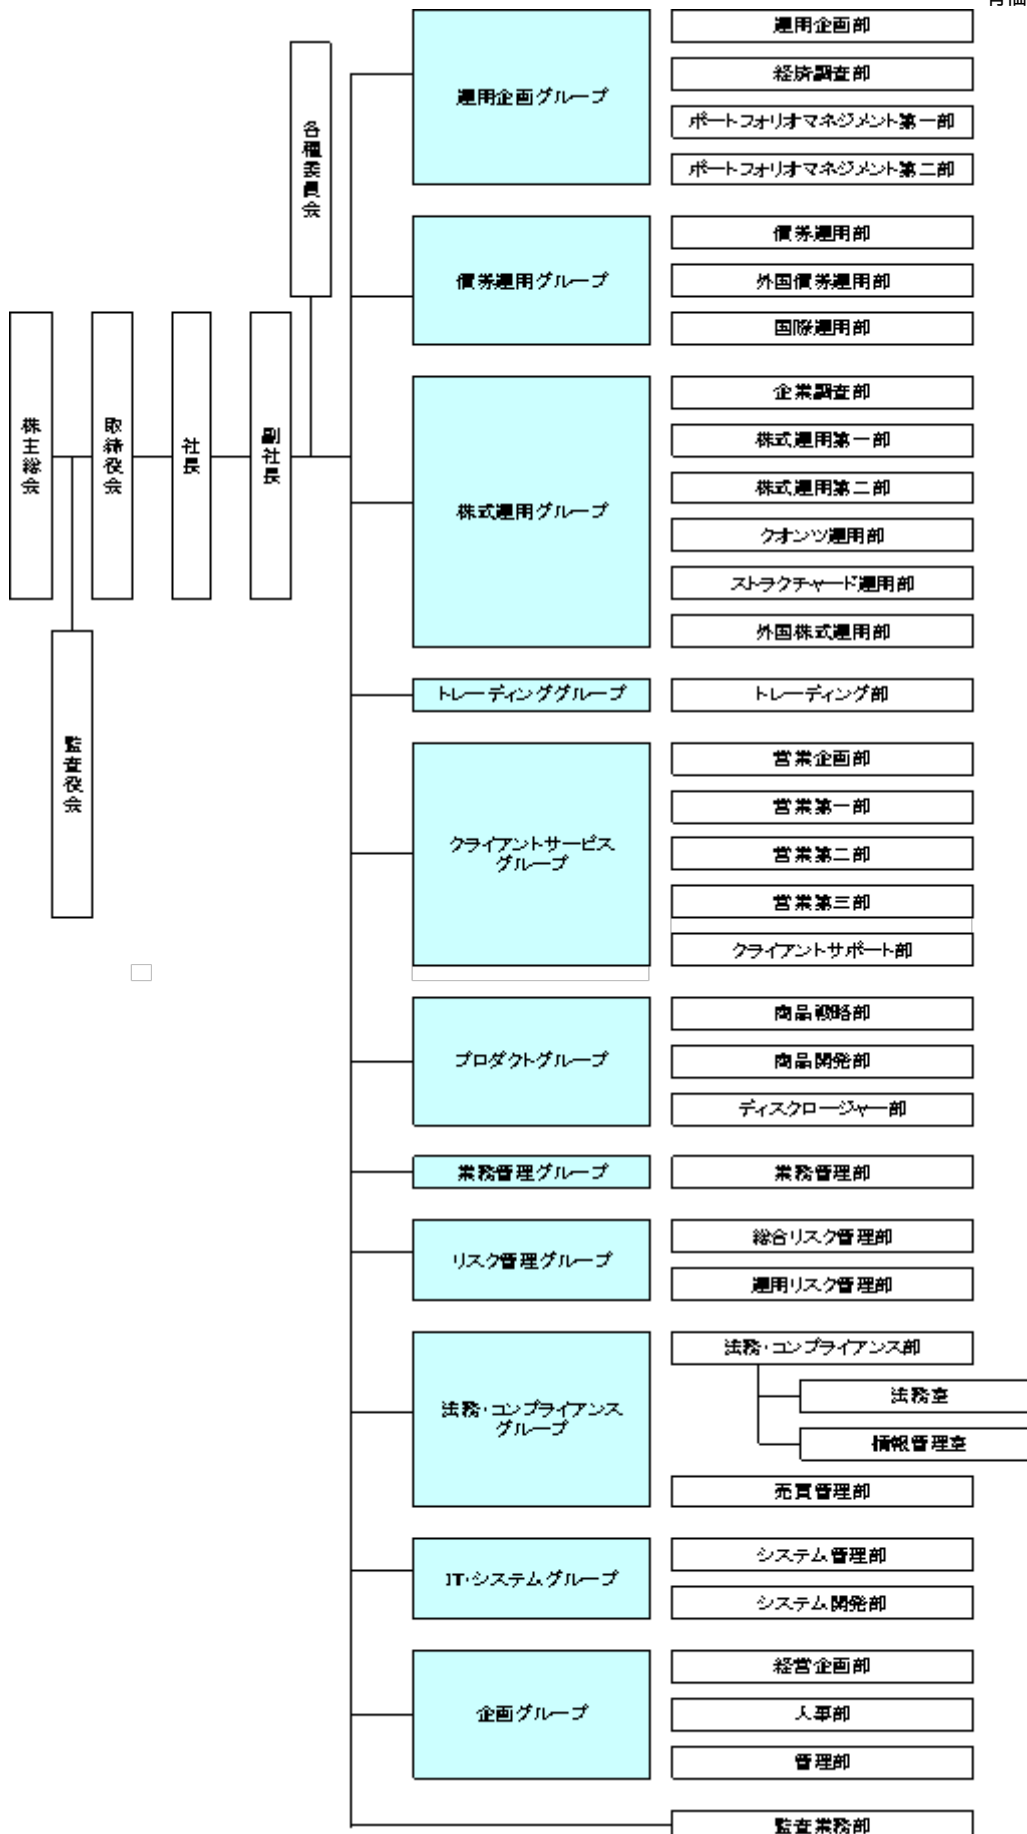 運用企画部
各種委員会
運用企画グループ
経済調査部
ポートフォリオマネジメント第一部
ポートフォリオマネジメント第二部
債券運用グループ
債券運用部
外国債券運用部
国際運用部
株主総会
取締役会
社長
副社長
監査役会
株式運用グループ
企業調査部
株式運用第一部
株式運用第二部
クオンツ運用部
ストラクチャード運用部
外国株式運用部
トレーディンググループ
トレーディング部
クライアントサービス
グループ
営業企画部
営業第一部
営業第二部
営業第三部
クライアントサポート部
プロダクトグループ
商品戦略部
商品開発部
ディスクロージャー部
業務管理グループ
業務管理部
リスク管理グループ
総合リスク管理部
運用リスク管理部
法務・コンプライアンス
グループ
法務・コンプライアンス部
法務室
情報管理室
売買管理部
IT・システムグループ
システム管理部
システム開発部
企画グループ
経営企画部
人事部
管理部
監査業務部